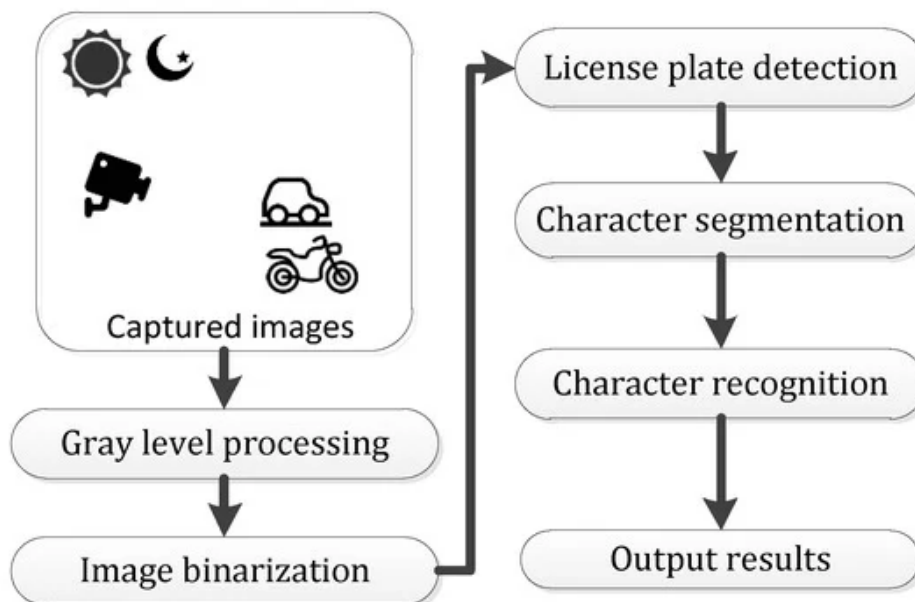 Captured images
Gray level processing
Image binarization
License plate detection
Character segmentation
Character recognition
Output results